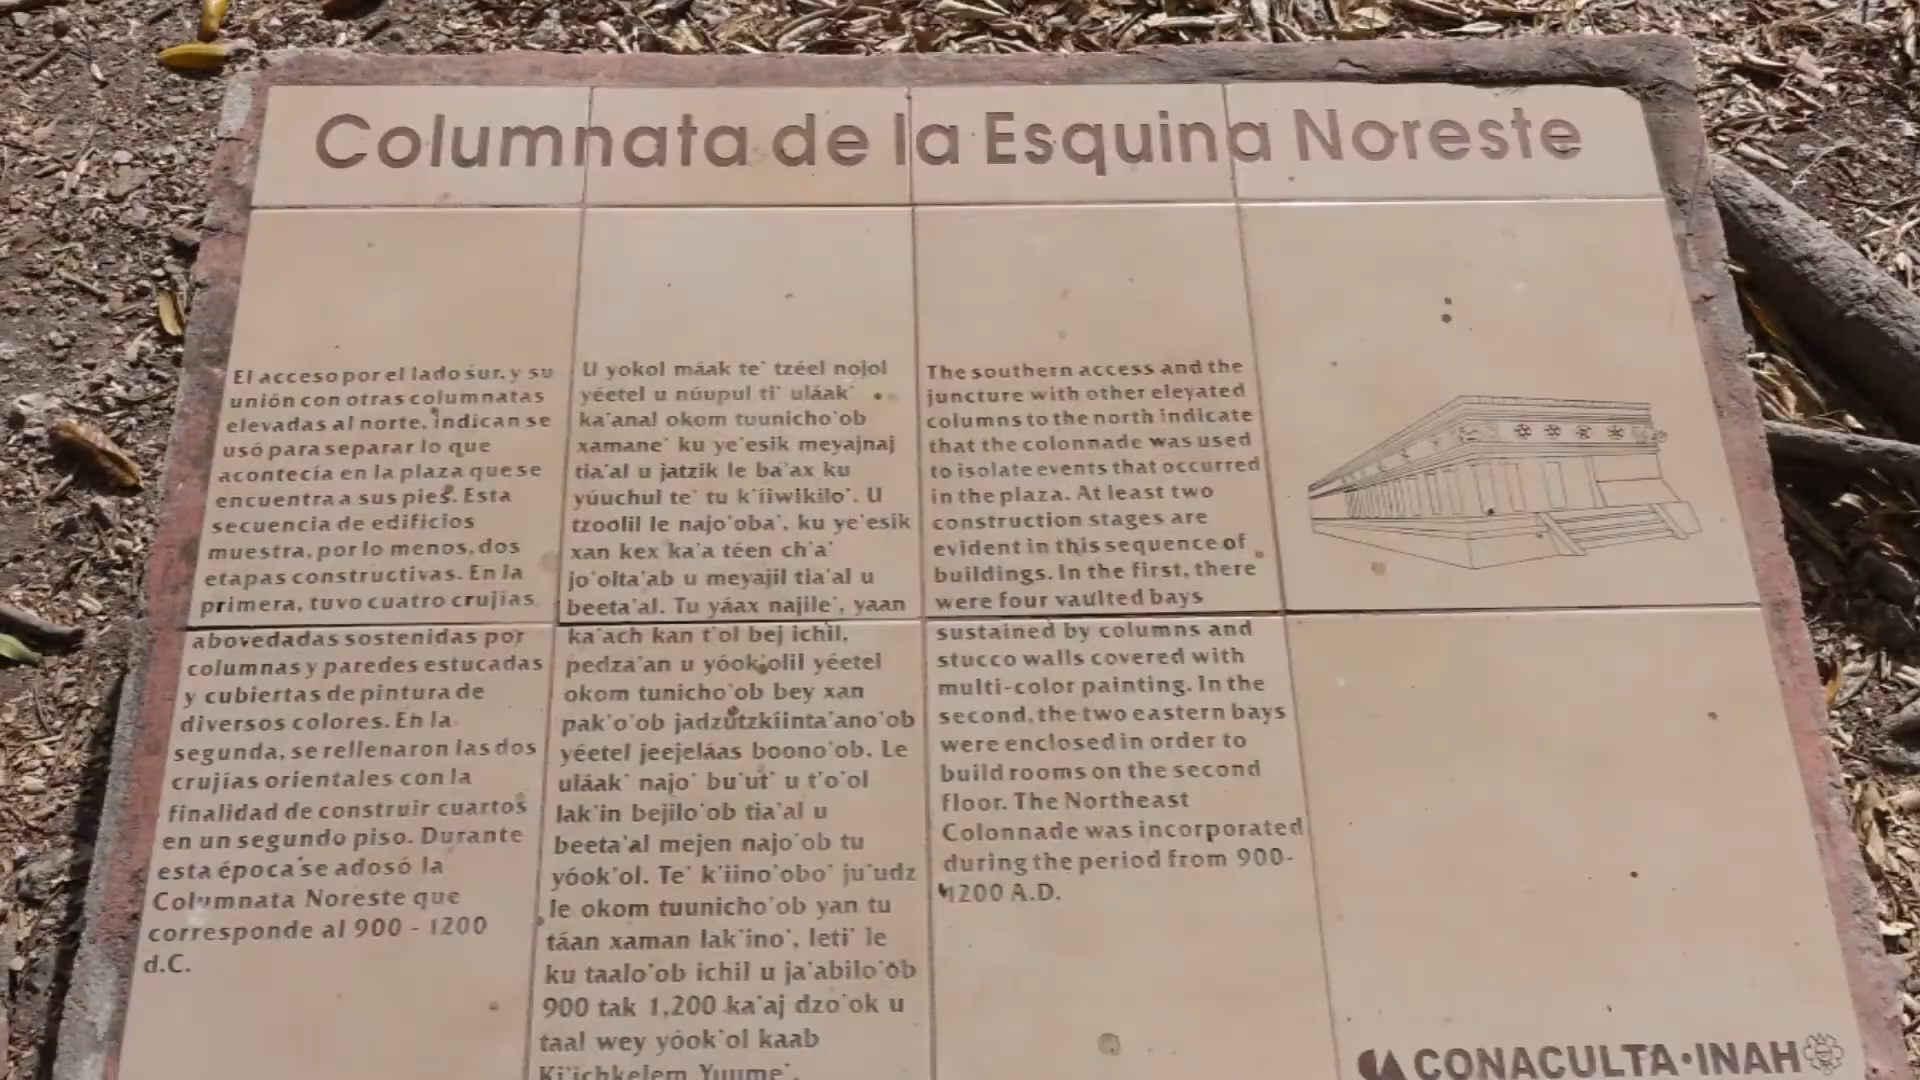 Columnata de la Esquina Noreste
El acceso por el lado sur, y su
unión con otras columnatas
elevadas al norte, indican se
usó para separar lo que
acontecía en la plaza que se
encuentra a sus pies. Esta
secuencia de edificios
muestra, por lo menos, dos
etapas constructivas. En la
primera, tuvo cuatro crujías
abovedadas sostenidas por
columnas y paredes estucadas
y cubiertas de pintura de
diversos colores. En la
segunda, se rellenaron las dos
crujías orientales con la
finalidad de construir cuartos
en un segundo piso. Durante
esta época se adosó la
Columnata Noreste que
corresponde al 900 - 1200
d.C.
U yokol máak te' tzéel nojol
yéetel u núupul ti' uláak'
ka'anal okom tuunicho'ob
xamane' ku ye'esik meyajnaj
tia'al u jatzik le ba'ax ku
yúuchul te' tu k'íiwikilo'. U
tzoolil le najo'oba', ku ye'esik
xan kex ka'a téen ch'a'
jo'olta'ab u meyajil tia'al u
beeta'al. Tu yáax najile', yaan
ka'ach kan t'ol bej ichil,
pedza'an u yóok'olil yéetel
okom tunicho'ob bey xan
pak'o'ob jadzutzkíinta'ano'ob
yéetel jeejeláas boono'ob. Le
uláak' najo' bu'ut' u t'o'ol
lak'in bejilo'ob tia'al u
beeta'al mejen najo'ob tu
yóok'ol. Te' k'iino'obo' ju'udz
le okom tuunicho'ob yan tu
táan xaman lak'ino', leti' le
ku taalo'ob ichil u ja'abilo'ob
900 tak 1,200 ka'aj dzo'ok u
taal wey yóok'ol kaab
Ki'ichkelem Yuume'.
The southern access and the
juncture with other eleyated
columns to the north indicate
that the colonnade was used
to isolate events that occurred
in the plaza. At least two
construction stages are
evident in this sequence of
buildings. In the first, there
were four vaulted bays
sustained by columns and
stucco walls covered with
multi-color painting. In the
second, the two eastern bays
were enclosed in order to
build rooms on the second
floor. The Northeast
Colonnade was incorporated
during the period from 900-
1200 A.D.
CONACULTA•INAH